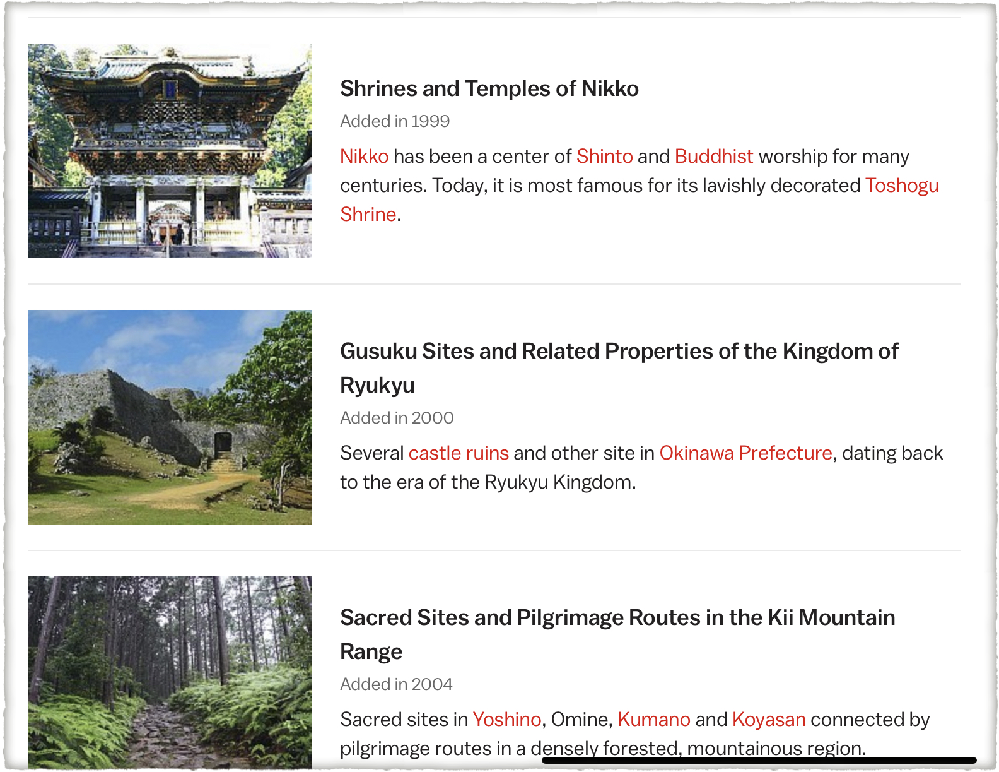 Shrines and Temples of Nikko
Added in 1999
Nikko has been a center of Shinto and Buddhist worship for many
centuries. Today, it is most famous for its lavishly decorated Toshogu
Shrine.
Gusuku Sites and Related Properties of the Kingdom of
Ryukyu
Added in 2000
Several castle ruins and other site in Okinawa Prefecture, dating back
to the era of the Ryukyu Kingdom.
Sacred Sites and Pilgrimage Routes in the Kii Mountain
Range
Added in 2004
Sacred sites in Yoshino, Omine, Kumano and Koyasan connected by
pilgrimage routes in a densely forested, mountainous region.